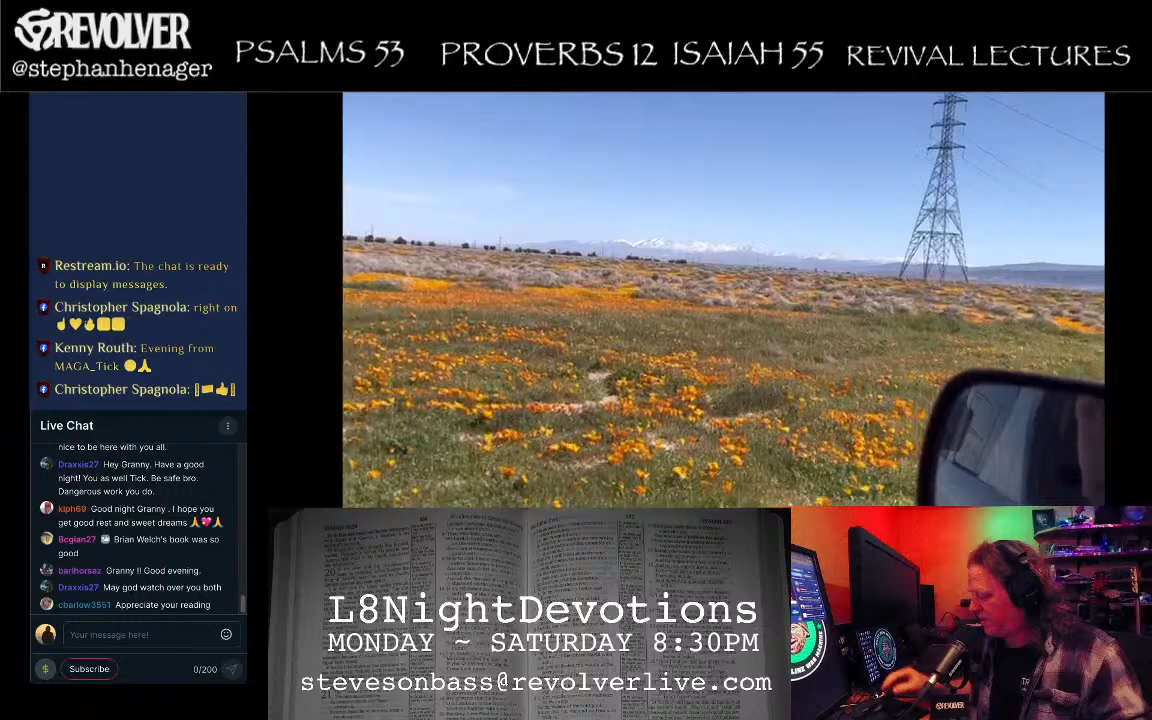 REVOLVER
@stephanhenager
PSALMS 53 PROVERBS 12 ISAIAH 55 REVIVAL LECTURES
Restream.io: The chat is ready
to display messages.
Christopher Spagnola: right on
Kenny Routh: Evening from
MAGA_Tick
Christopher Spagnola:
Live Chat
nice to be here with you all.
Draxxis27 Hey Granny. Have a good
night! You as well Tick. Be safe bro.
Dangerous work you do.
kiph69 Good night Granny . I hope you
get good rest and sweet dreams 🙏💖🙏
Bcgian27 Brian Welch's book was so
good
barlhorsaz Granny !! Good evening.
Draxxis27 May god watch over you both
cbarlow3551 Appreciate your reading
Your message here!
$ Subscribe 0/200
L8NightDevotions
MONDAY ~ SATURDAY 8:30PM
stevesonbass@revolverlive.com
REVOLVER